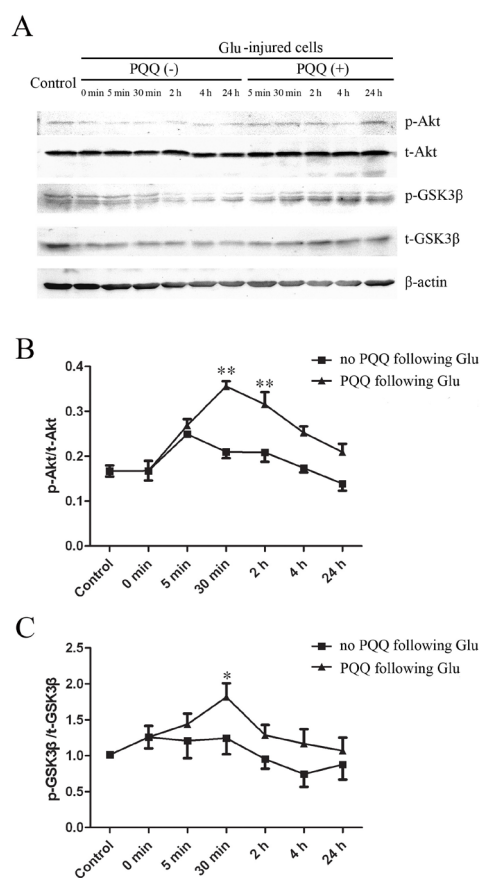 A
Glu-injured cells
Control PQQ (-) PQQ (+)
0 min 5 min 30 min 2 h 4 h 24 h 5 min 30 min 2 h 4 h 24 h
p-Akt
t-Akt
p-GSK3β
t-GSK3β
β-actin
B
no PQQ following Glu
PQQ following Glu
p-Akt/t-Akt
0.4
0.3
0.2
0.1
0.0
** **
Control 0 min 5 min 30 min 2 h 4 h 24 h
C
no PQQ following Glu
PQQ following Glu
p-GSK3β/t-GSK3β
2.5
2.0
1.5
1.0
0.5
0.0
*
Control 0 min 5 min 30 min 2 h 4 h 24 h